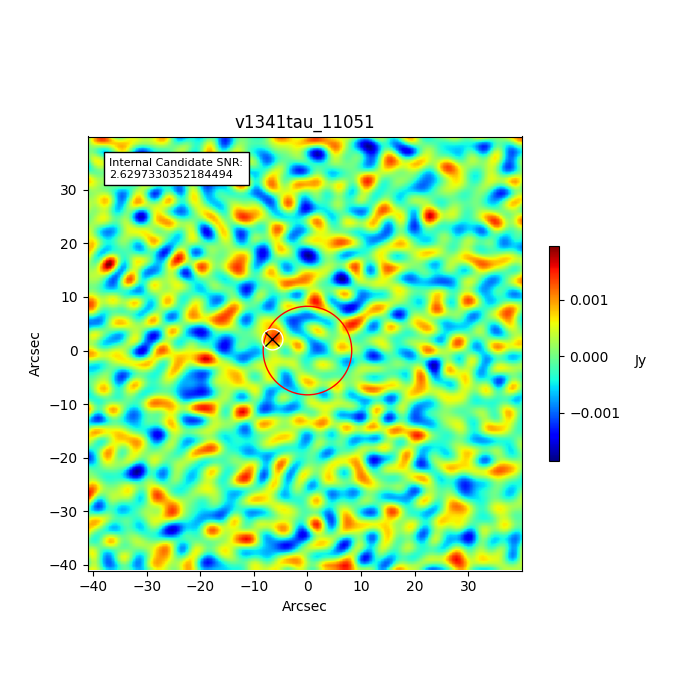 v1341tau_11051
Internal Candidate SNR:
2.6297330352184494
30
20
10
0
−10
−20
−30
−40
Arcsec
−40 −30 −20 −10 0 10 20 30
Arcsec
0.001
0.000
−0.001
Jy